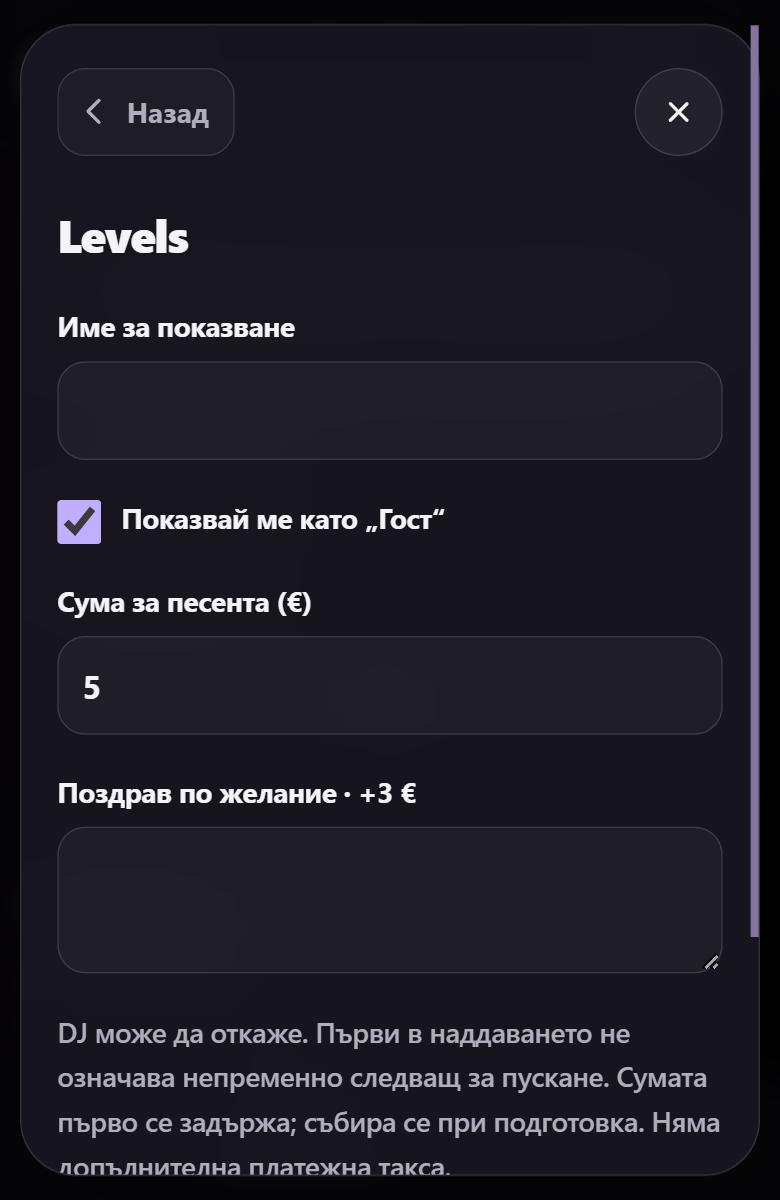 Назад
Levels
Име за показване
Показвай ме като „Гост“
Сума за песента (€)
5
Поздрав по желание · +3 €
DJ може да откаже. Първи в наддаването не
означава непременно следващ за пускане. Сумата
първо се задържа; събира се при подготовка. Няма
допълнителна платежна такса.